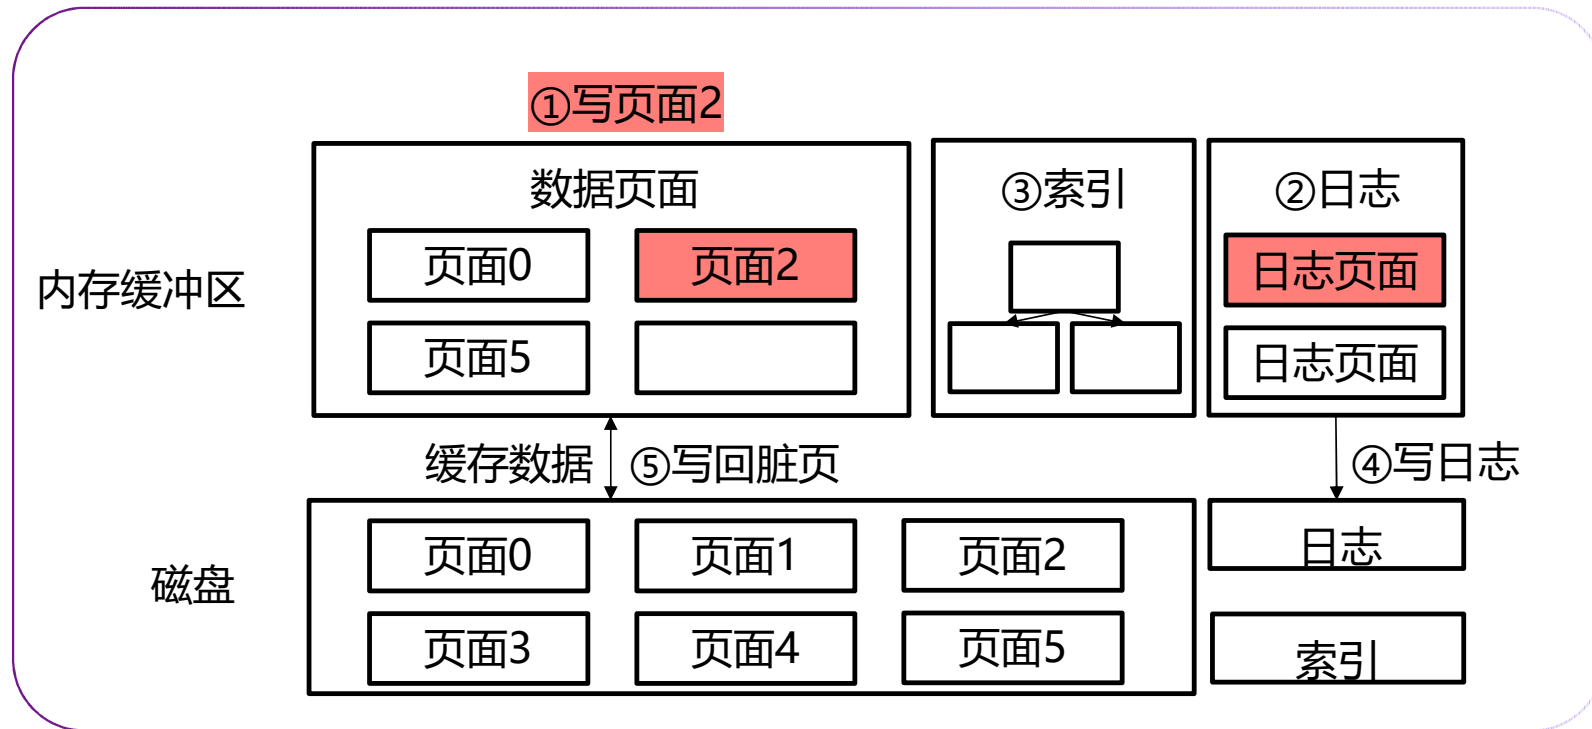 ①写页面2
数据页面
③索引
②日志
内存缓冲区
页面0
页面2
日志页面
页面5
日志页面
缓存数据
⑤写回脏页
④写日志
磁盘
页面0
页面1
页面2
日志
页面3
页面4
页面5
索引